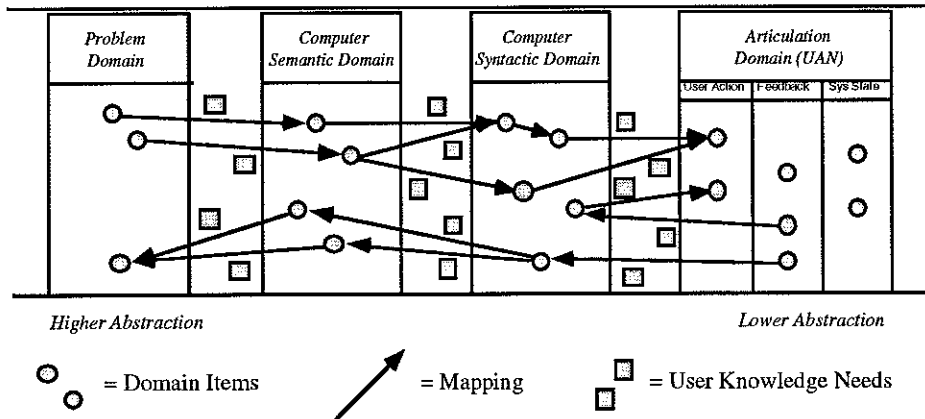 Problem
Domain
Computer
Semantic Domain
Computer
Syntactic Domain
Articulation
Domain (UAN)
User Action
Feedback
Sys State
Higher Abstraction
Lower Abstraction
= Domain Items
= Mapping
= User Knowledge Needs